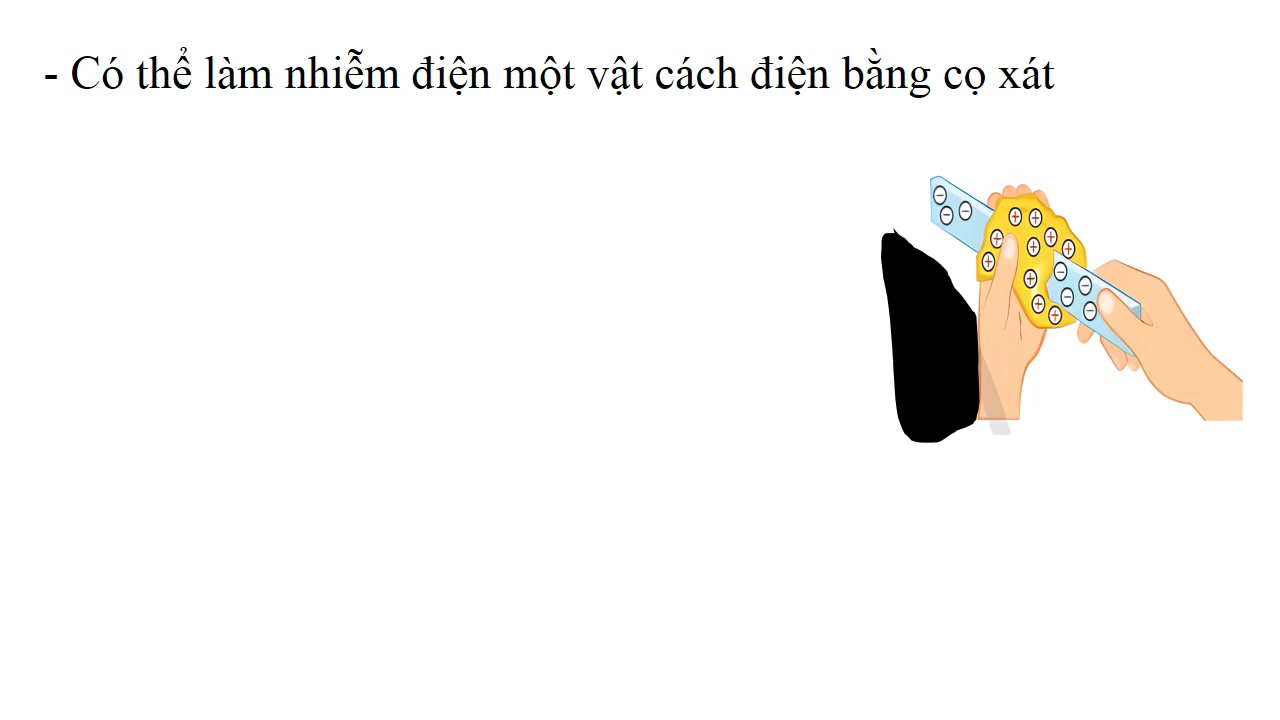 - Có thể làm nhiễm điện một vật cách điện bằng cọ xát